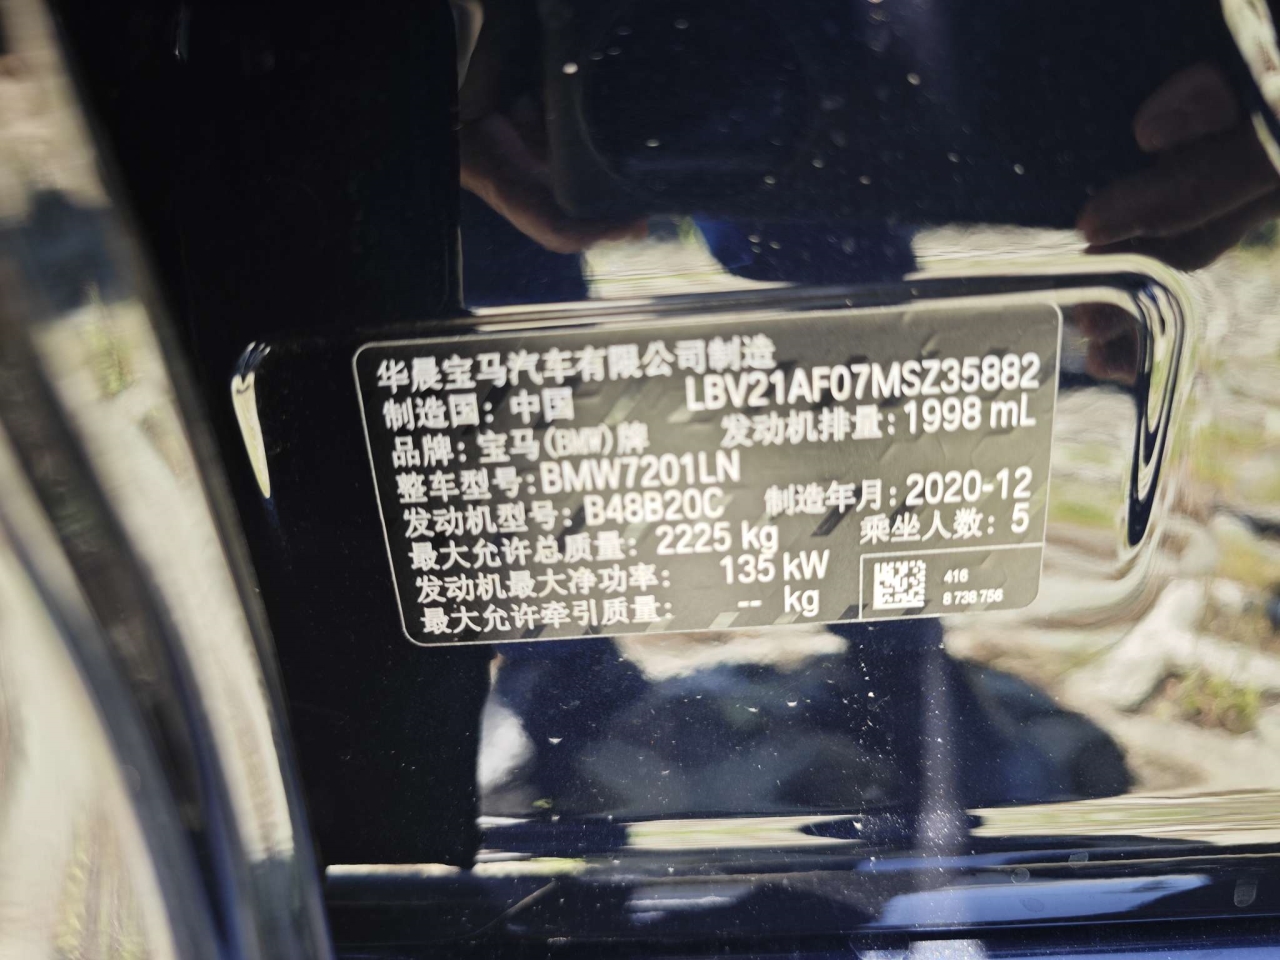 华晨宝马汽车有限公司制造
制造国：中国 LBV21AF07MSZ35882
品牌：宝马(BMW)牌 发动机排量：1998 mL
整车型号：BMW7201LN
发动机型号：B48B20C 制造年月：2020-12
最大允许总质量：2225 kg 乘坐人数：5
发动机最大净功率：135 kW
最大允许牵引质量：-- kg
416
8 738 756